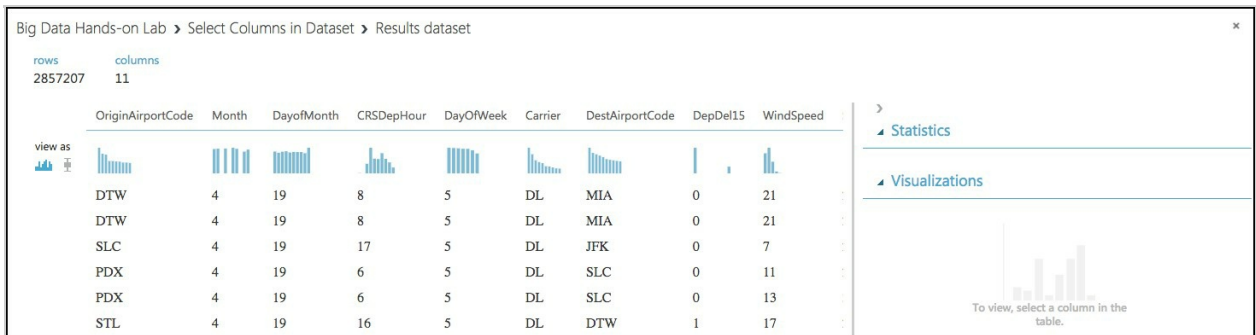 Big Data Hands-on Lab › Select Columns in Dataset › Results dataset ×
rows columns
2857207 11
OriginAirportCode Month DayofMonth CRSDepHour DayOfWeek Carrier DestAirportCode DepDel15 WindSpeed
view as
DTW 4 19 8 5 DL MIA 0 21
DTW 4 19 8 5 DL MIA 0 21
SLC 4 19 17 5 DL JFK 0 7
PDX 4 19 6 5 DL SLC 0 11
PDX 4 19 6 5 DL SLC 0 13
STL 4 19 16 5 DL DTW 1 17
Statistics
Visualizations
To view, select a column in the
table.